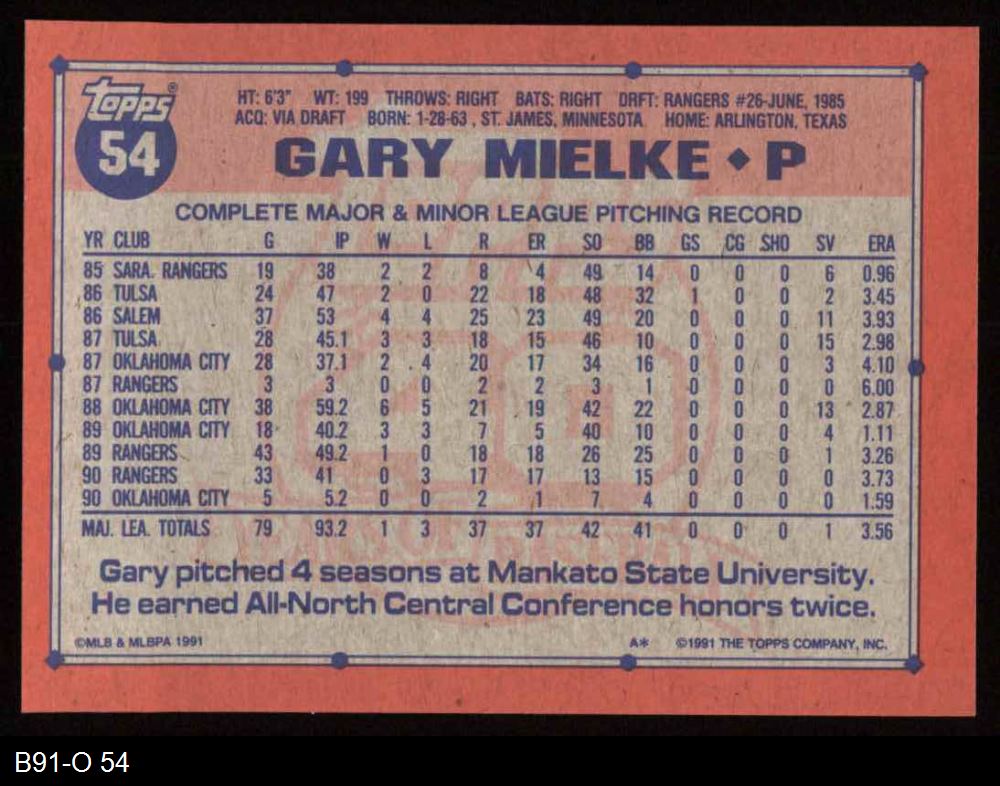 Topps®
54
HT: 6'3" WT: 199 THROWS: RIGHT BATS: RIGHT DRFT: RANGERS #26-JUNE, 1985
ACQ: VIA DRAFT BORN: 1-28-63, ST. JAMES, MINNESOTA HOME: ARLINGTON, TEXAS
GARY MIELKE ◆ P
COMPLETE MAJOR & MINOR LEAGUE PITCHING RECORD
YR CLUB G IP W L R ER SO BB GS CG SHO SV ERA
85 SARA. RANGERS 19 38 2 2 8 4 49 14 0 0 0 6 0.96
86 TULSA 24 47 2 0 22 18 48 32 1 0 0 2 3.45
86 SALEM 37 53 4 4 25 23 49 20 0 0 0 11 3.93
87 TULSA 28 45.1 3 3 18 15 46 10 0 0 0 15 2.98
87 OKLAHOMA CITY 28 37.1 2 4 20 17 34 16 0 0 0 3 4.10
87 RANGERS 3 3 0 0 2 2 3 1 0 0 0 0 6.00
88 OKLAHOMA CITY 38 59.2 6 5 21 19 42 22 0 0 0 13 2.87
89 OKLAHOMA CITY 18 40.2 3 3 7 5 40 10 0 0 0 4 1.11
89 RANGERS 43 49.2 1 0 18 18 26 25 0 0 0 1 3.26
90 RANGERS 33 41 0 3 17 17 13 15 0 0 0 0 3.73
90 OKLAHOMA CITY 5 5.2 0 0 2 1 7 4 0 0 0 0 1.59
MAJ. LEA. TOTALS 79 93.2 1 3 37 37 42 41 0 0 0 1 3.56
Gary pitched 4 seasons at Mankato State University.
He earned All-North Central Conference honors twice.
©MLB & MLBPA 1991 A* ©1991 THE TOPPS COMPANY, INC.
B91-O 54